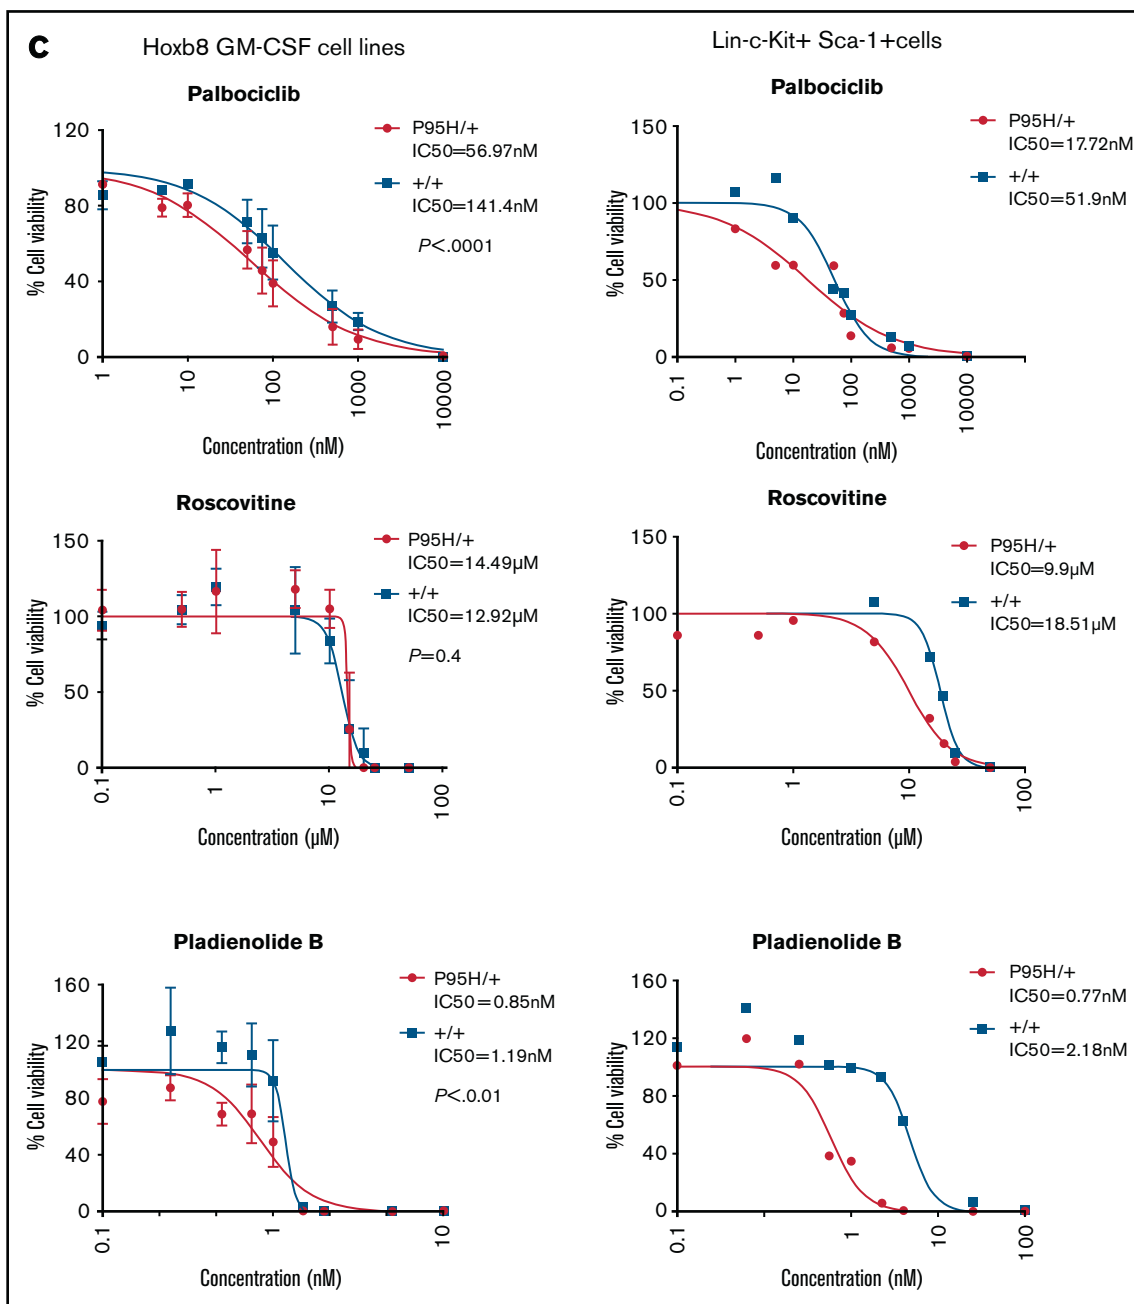 C
Hoxb8 GM-CSF cell lines
Lin-c-Kit+ Sca-1+cells
Palbociclib
120
80
40
0
% Cell viability
1
10
100
1000
10000
Concentration (nM)
P95H/+
IC50=56.97nM
+/+
IC50=141.4nM
P<.0001
Palbociclib
150
100
50
0
% Cell viability
0.1
1
10
100
1000
10000
Concentration (nM)
P95H/+
IC50=17.72nM
+/+
IC50=51.9nM
Roscovitine
150
100
50
0
% Cell viability
0.1
1
10
100
Concentration (µM)
P95H/+
IC50=14.49µM
+/+
IC50=12.92µM
P=0.4
Roscovitine
150
100
50
0
% Cell viability
0.1
1
10
100
Concentration (µM)
P95H/+
IC50=9.9µM
+/+
IC50=18.51µM
Pladienolide B
160
120
80
40
0
% Cell viability
0.1
1
10
Concentration (nM)
P95H/+
IC50=0.85nM
+/+
IC50=1.19nM
P<.0.01
Pladienolide B
160
120
80
40
0
% Cell viability
0.1
1
10
100
Concentration (nM)
P95H/+
IC50=0.77nM
+/+
IC50=2.18nM